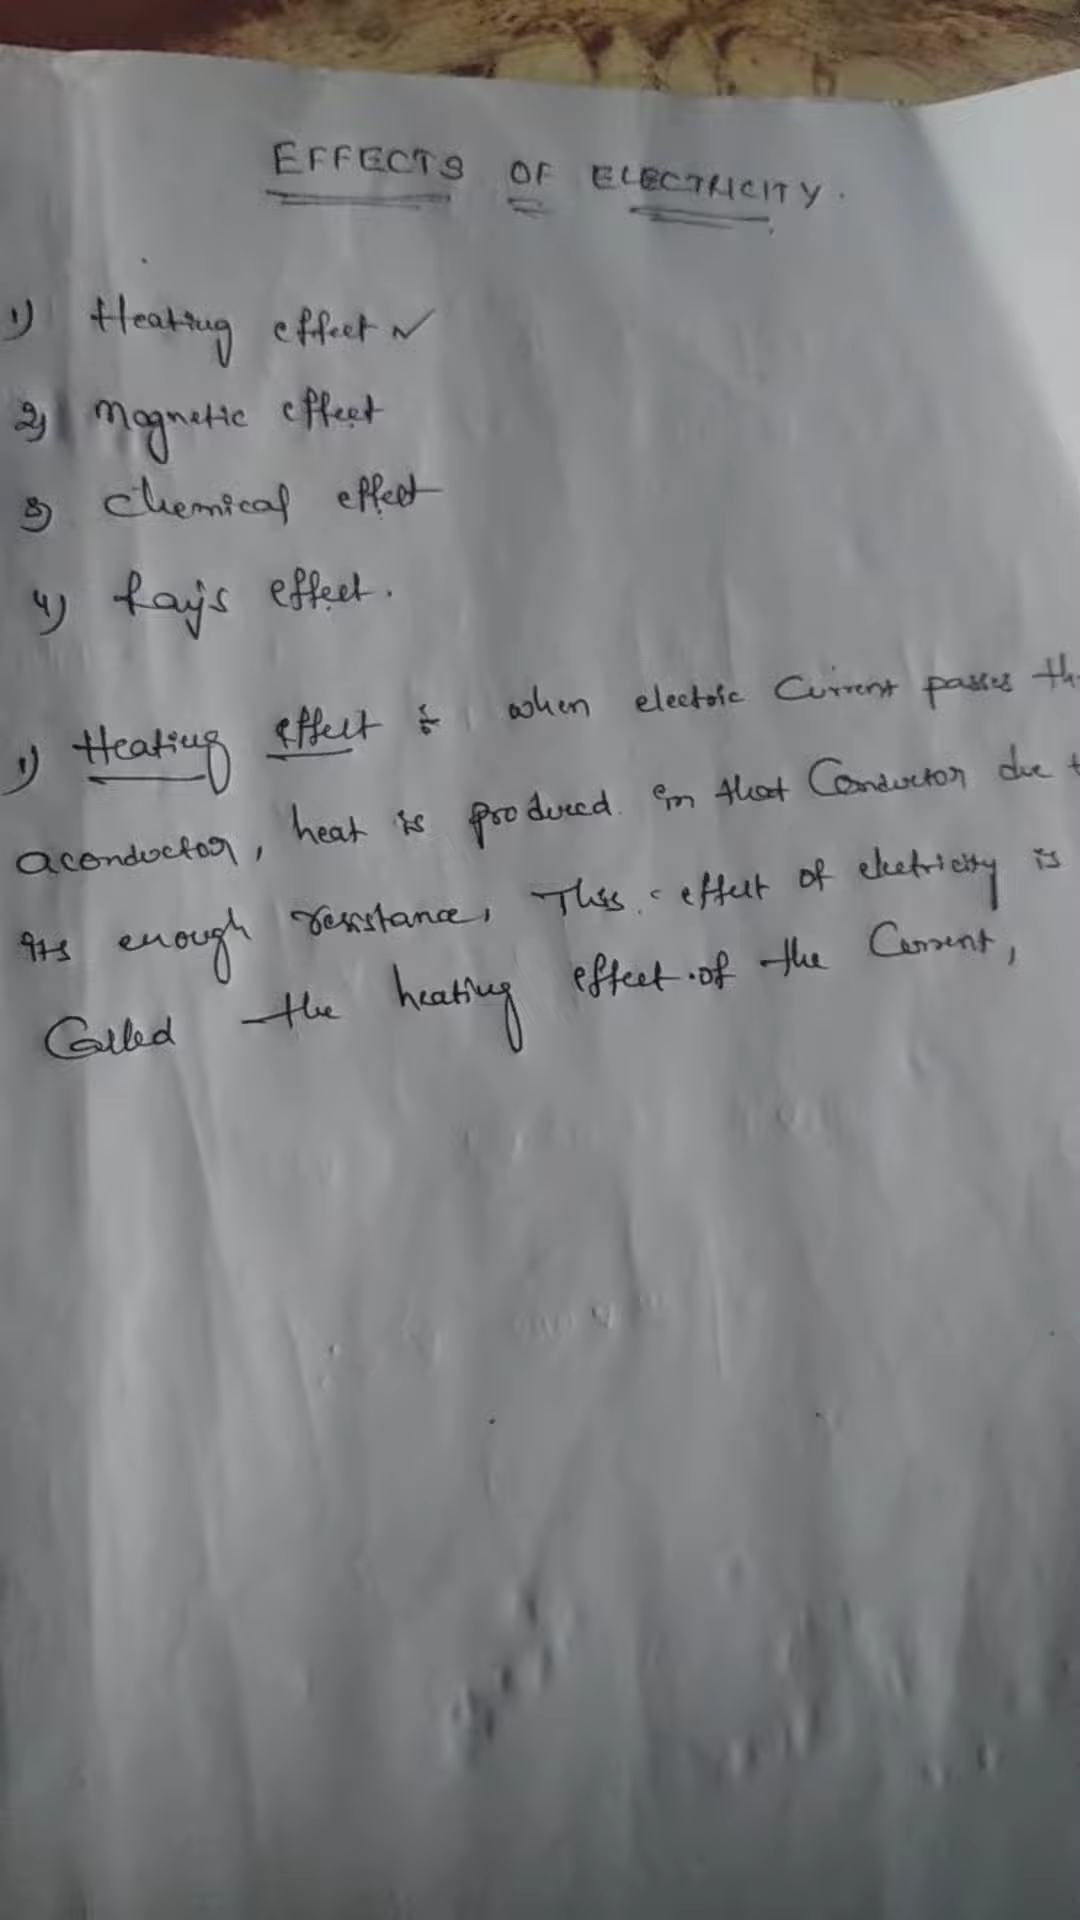 EFFECTS OF ELECTRICITY.
1) Heating effect ✓
2) Magnetic effect
3) Chemical effect
4) Rays effect.
1) Heating effect : when electric Current passes th
aconductor, heat is produced in that Conductor due t
its enough resistance, This effect of electricity is
Called the heating effect of the Current,